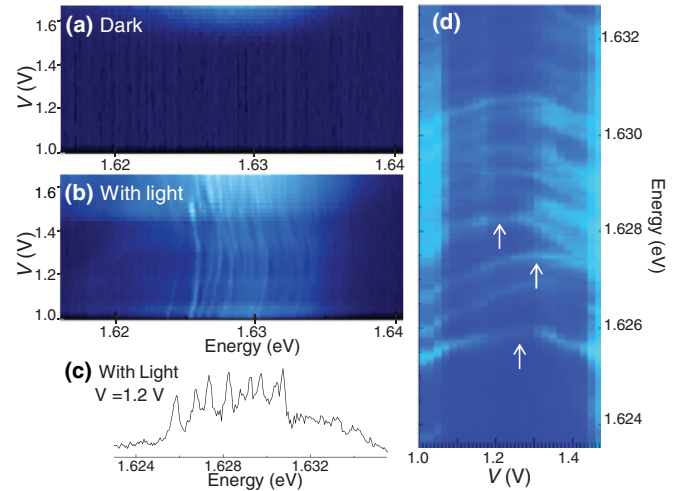 (a) Dark
V (V)
1.6
1.4
1.2
1.0
1.62
1.63
1.64
(b) With light
V (V)
1.6
1.4
1.2
1.0
1.62
1.63
1.64
Energy (eV)
(c) With Light
V =1.2 V
1.624
1.628
1.632
Energy (eV)
(d)
1.632
1.630
1.628
1.626
1.624
Energy (eV)
1.0
1.2
1.4
V (V)